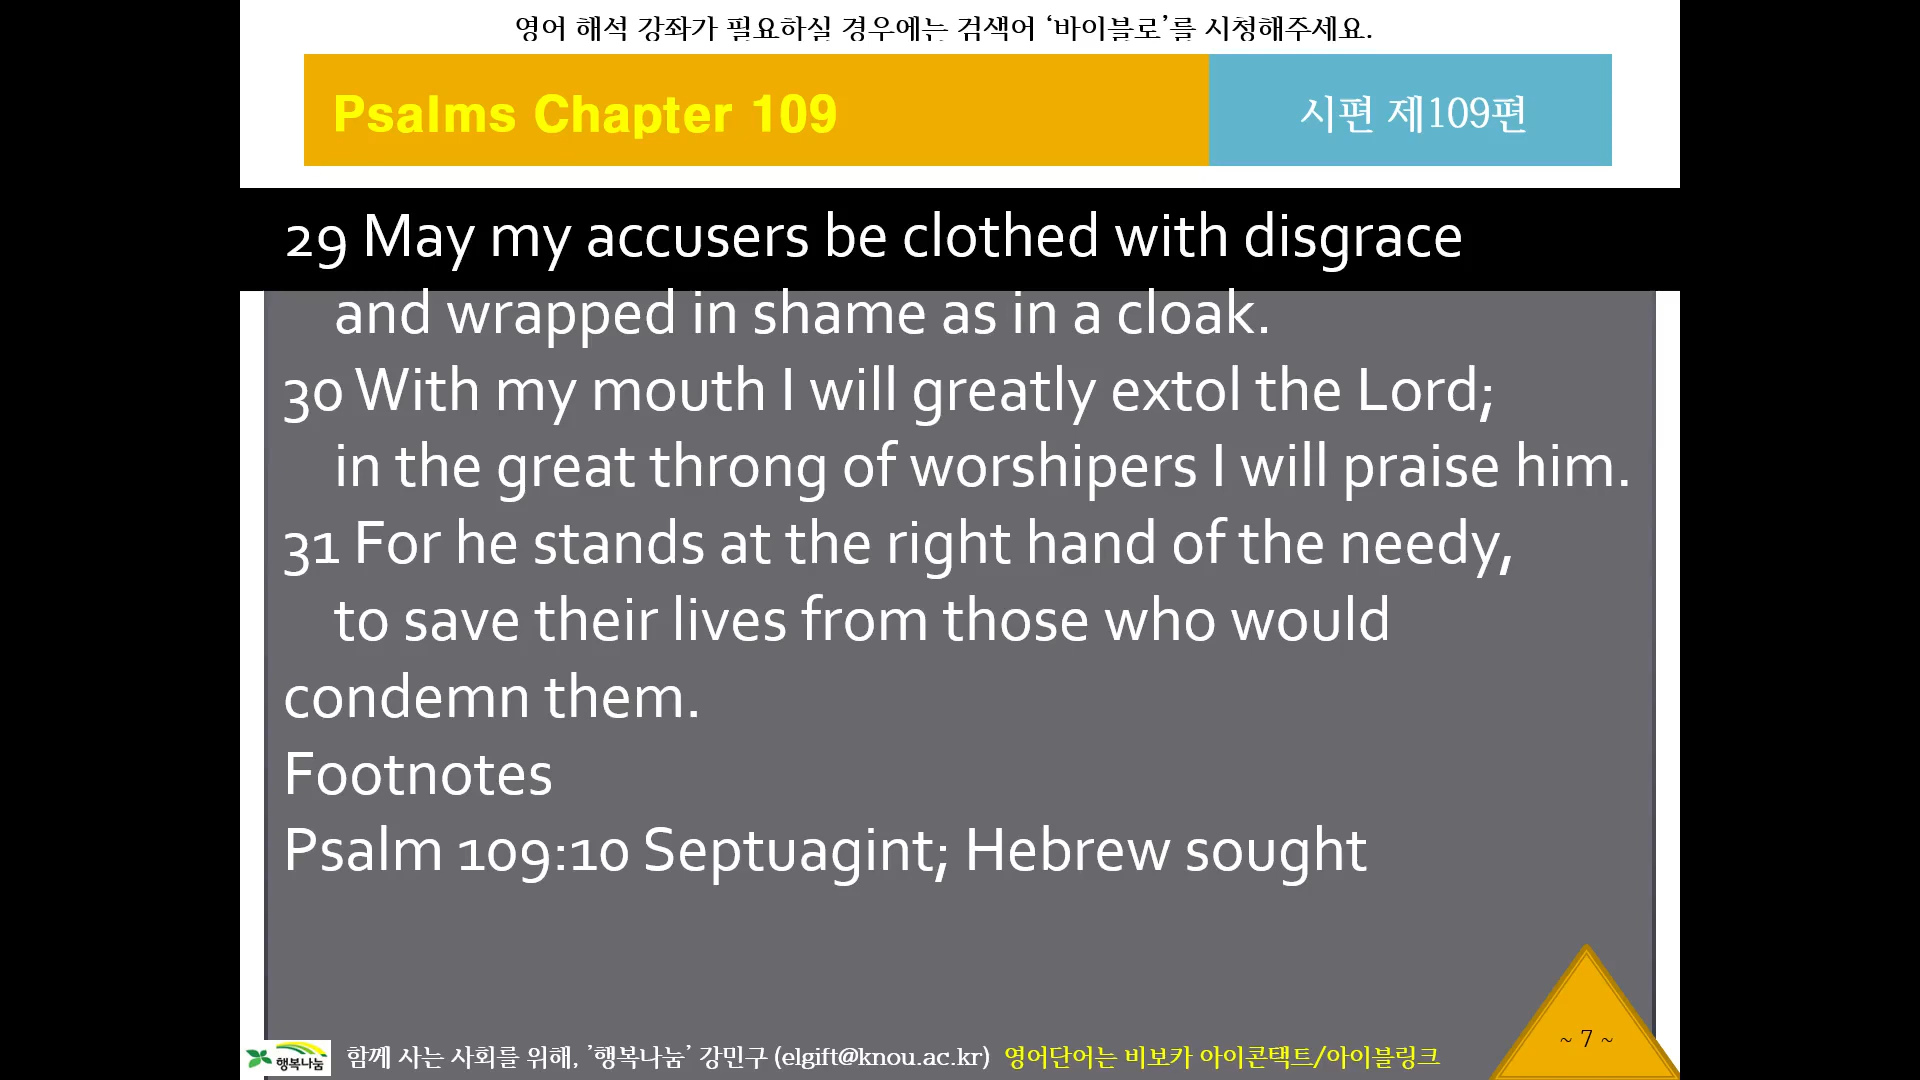 영어 해석 강좌가 필요하실 경우에는 검색어 ‘바이블로’를 시청해주세요.
Psalms Chapter 109
시편 제109편
29 May my accusers be clothed with disgrace
and wrapped in shame as in a cloak.
30 With my mouth I will greatly extol the Lord;
in the great throng of worshipers I will praise him.
31 For he stands at the right hand of the needy,
to save their lives from those who would
condemn them.
Footnotes
Psalm 109:10 Septuagint; Hebrew sought
~ 7 ~
행복나눔
함께 사는 사회를 위해, ’행복나눔’ 강민구 (elgift@knou.ac.kr) 영어단어는 비보카 아이콘택트/아이블링크